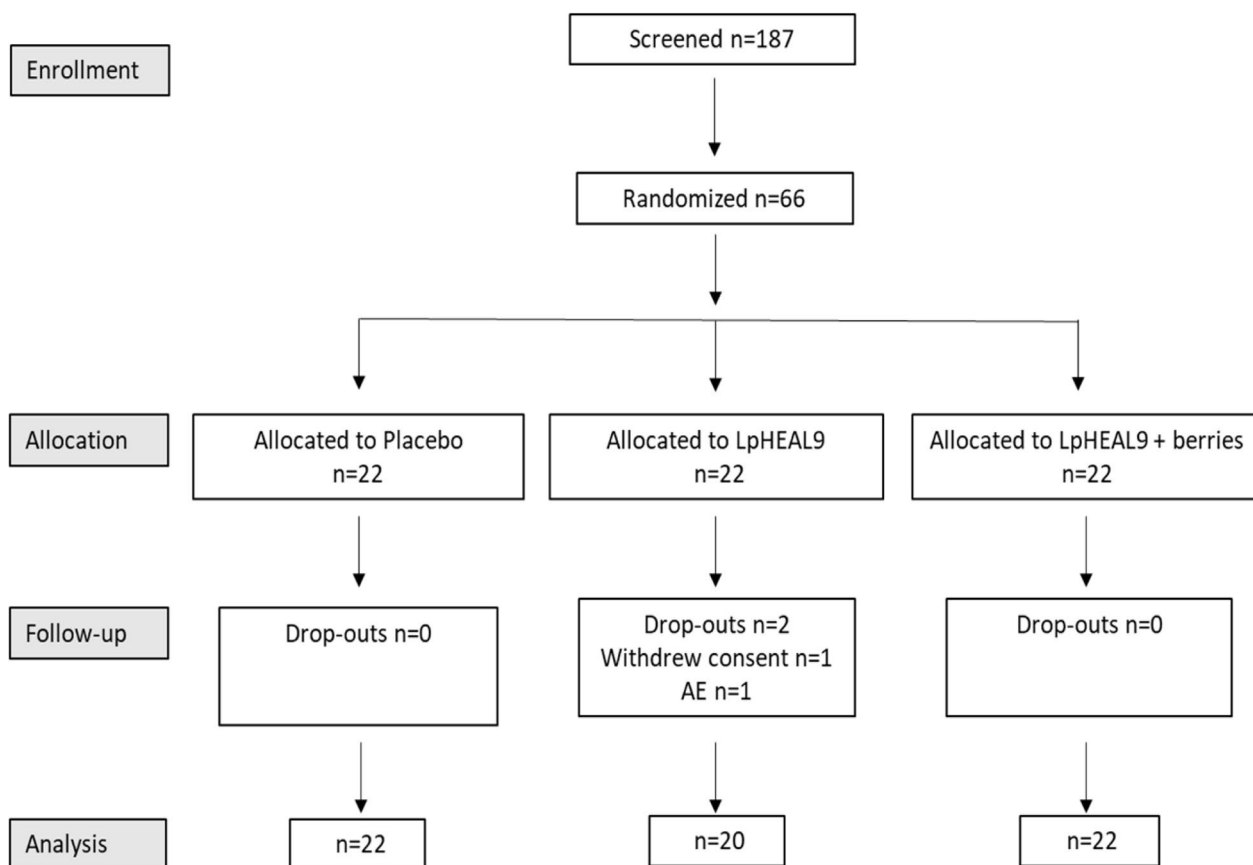 Enrollment
Screened n=187
Randomized n=66
Allocation
Allocated to Placebo
n=22
Allocated to LpHEAL9
n=22
Allocated to LpHEAL9 + berries
n=22
Follow-up
Drop-outs n=0
Drop-outs n=2
Withdrew consent n=1
AE n=1
Drop-outs n=0
Analysis
n=22
n=20
n=22